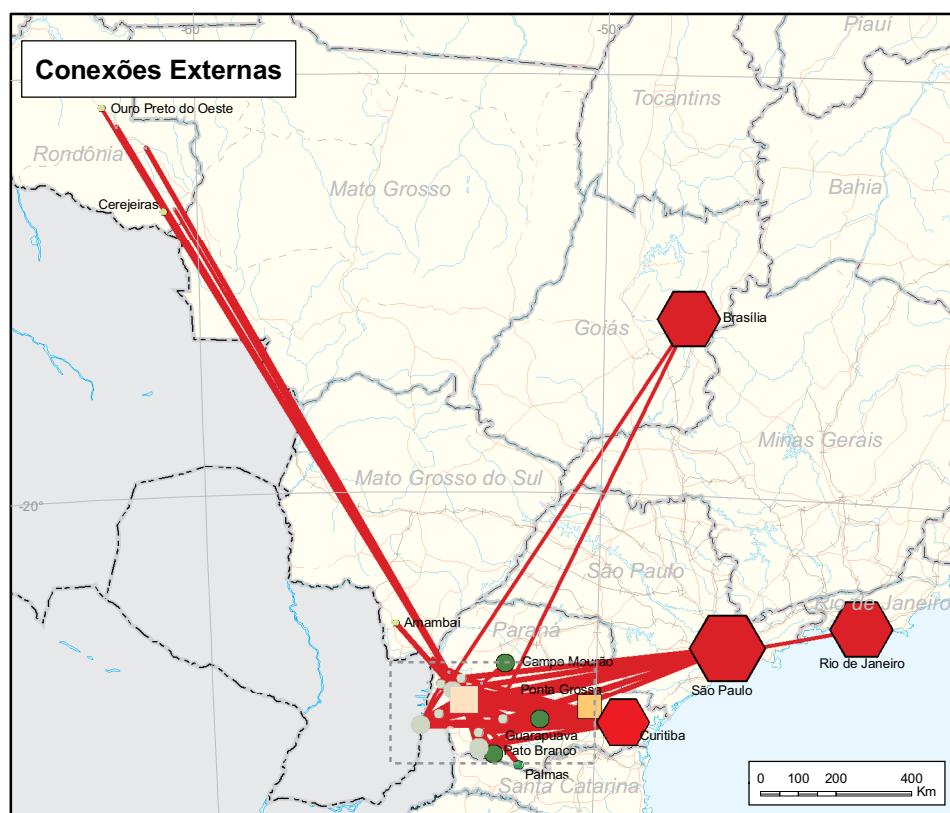 -60
-50
Piauí
Conexões Externas
Tocantins
Ouro Preto do Oeste
Rondônia
Mato Grosso
Bahia
Cerejeiras
Goiás
Brasília
Minas Gerais
Mato Grosso do Sul
-20°
São Paulo
Rio de Janeiro
Amambaí
Paraná
Campo Mourão
Rio de Janeiro
Ponta Grossa
São Paulo
Guarapuava
Curitiba
Pato Branco
Palmas
Santa Catarina
0 100 200 400
Km